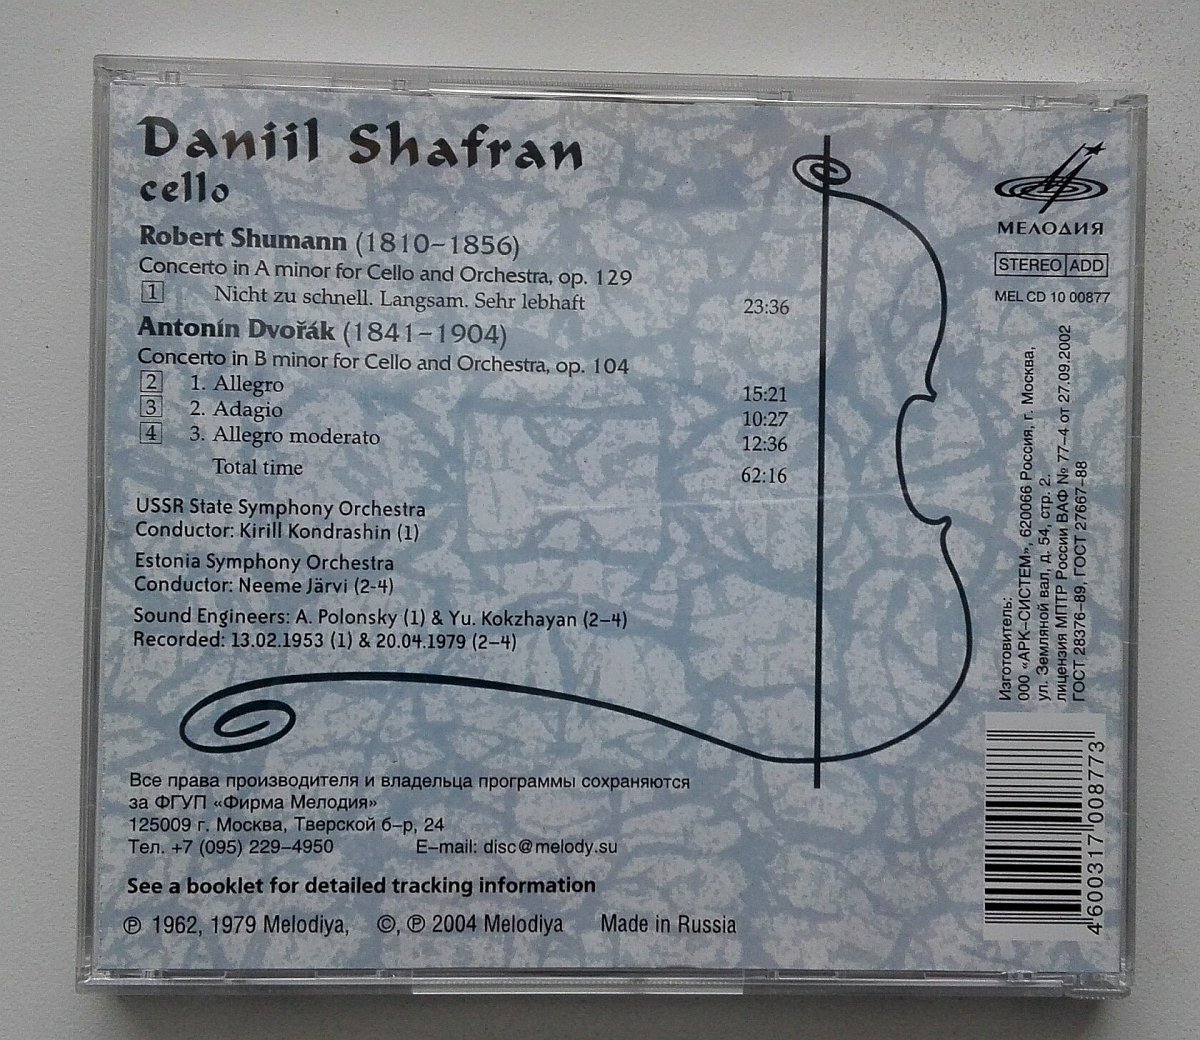 Daniil Shafran
cello
Robert Shumann (1810–1856)
Concerto in A minor for Cello and Orchestra, op. 129
1 Nicht zu schnell. Langsam. Sehr lebhaft 23:36
Antonín Dvořák (1841–1904)
Concerto in B minor for Cello and Orchestra, op. 104
2 1. Allegro 15:21
3 2. Adagio 10:27
4 3. Allegro moderato 12:36
Total time 62:16
USSR State Symphony Orchestra
Conductor: Kirill Kondrashin (1)
Estonia Symphony Orchestra
Conductor: Neeme Järvi (2-4)
Sound Engineers: A. Polonsky (1) & Yu. Kokzhayan (2–4)
Recorded: 13.02.1953 (1) & 20.04.1979 (2–4)
Все права производителя и владельца программы сохраняются
за ФГУП «Фирма Мелодия»
125009 г. Москва, Тверской б–р, 24
Тел. +7 (095) 229–4950 E–mail: disc@melody.su
See a booklet for detailed tracking information
℗ 1962, 1979 Melodiya, ©, ℗ 2004 Melodiya Made in Russia
МЕЛОДИЯ
STEREO ADD
MEL CD 10 00877
Изготовитель:
ООО «АРК–СИСТЕМ», 620066 Россия, г. Москва,
ул. Земляной вал, д. 54, стр. 2.
лицензия МПТР России ВАФ № 77–4 от 27.09.2002
ГОСТ 28376–89, ГОСТ 27667–88
4600317008773